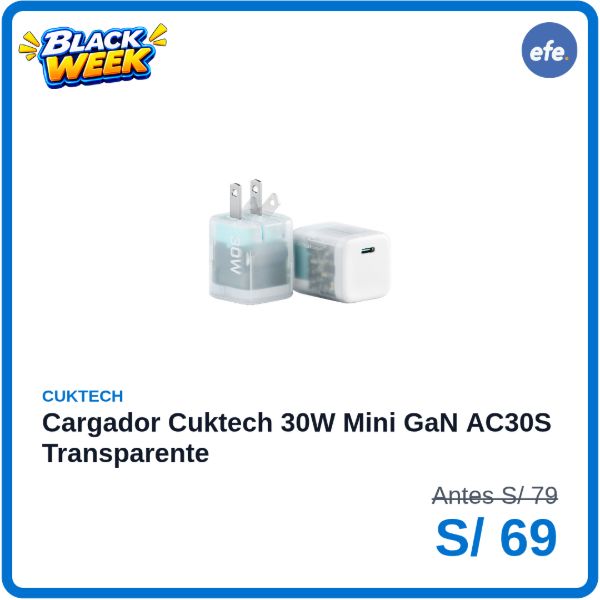 BLACK
WEEK
efe.
30W
CUKTECH
Cargador Cuktech 30W Mini GaN AC30S
Transparente
Antes S/ 79
S/ 69